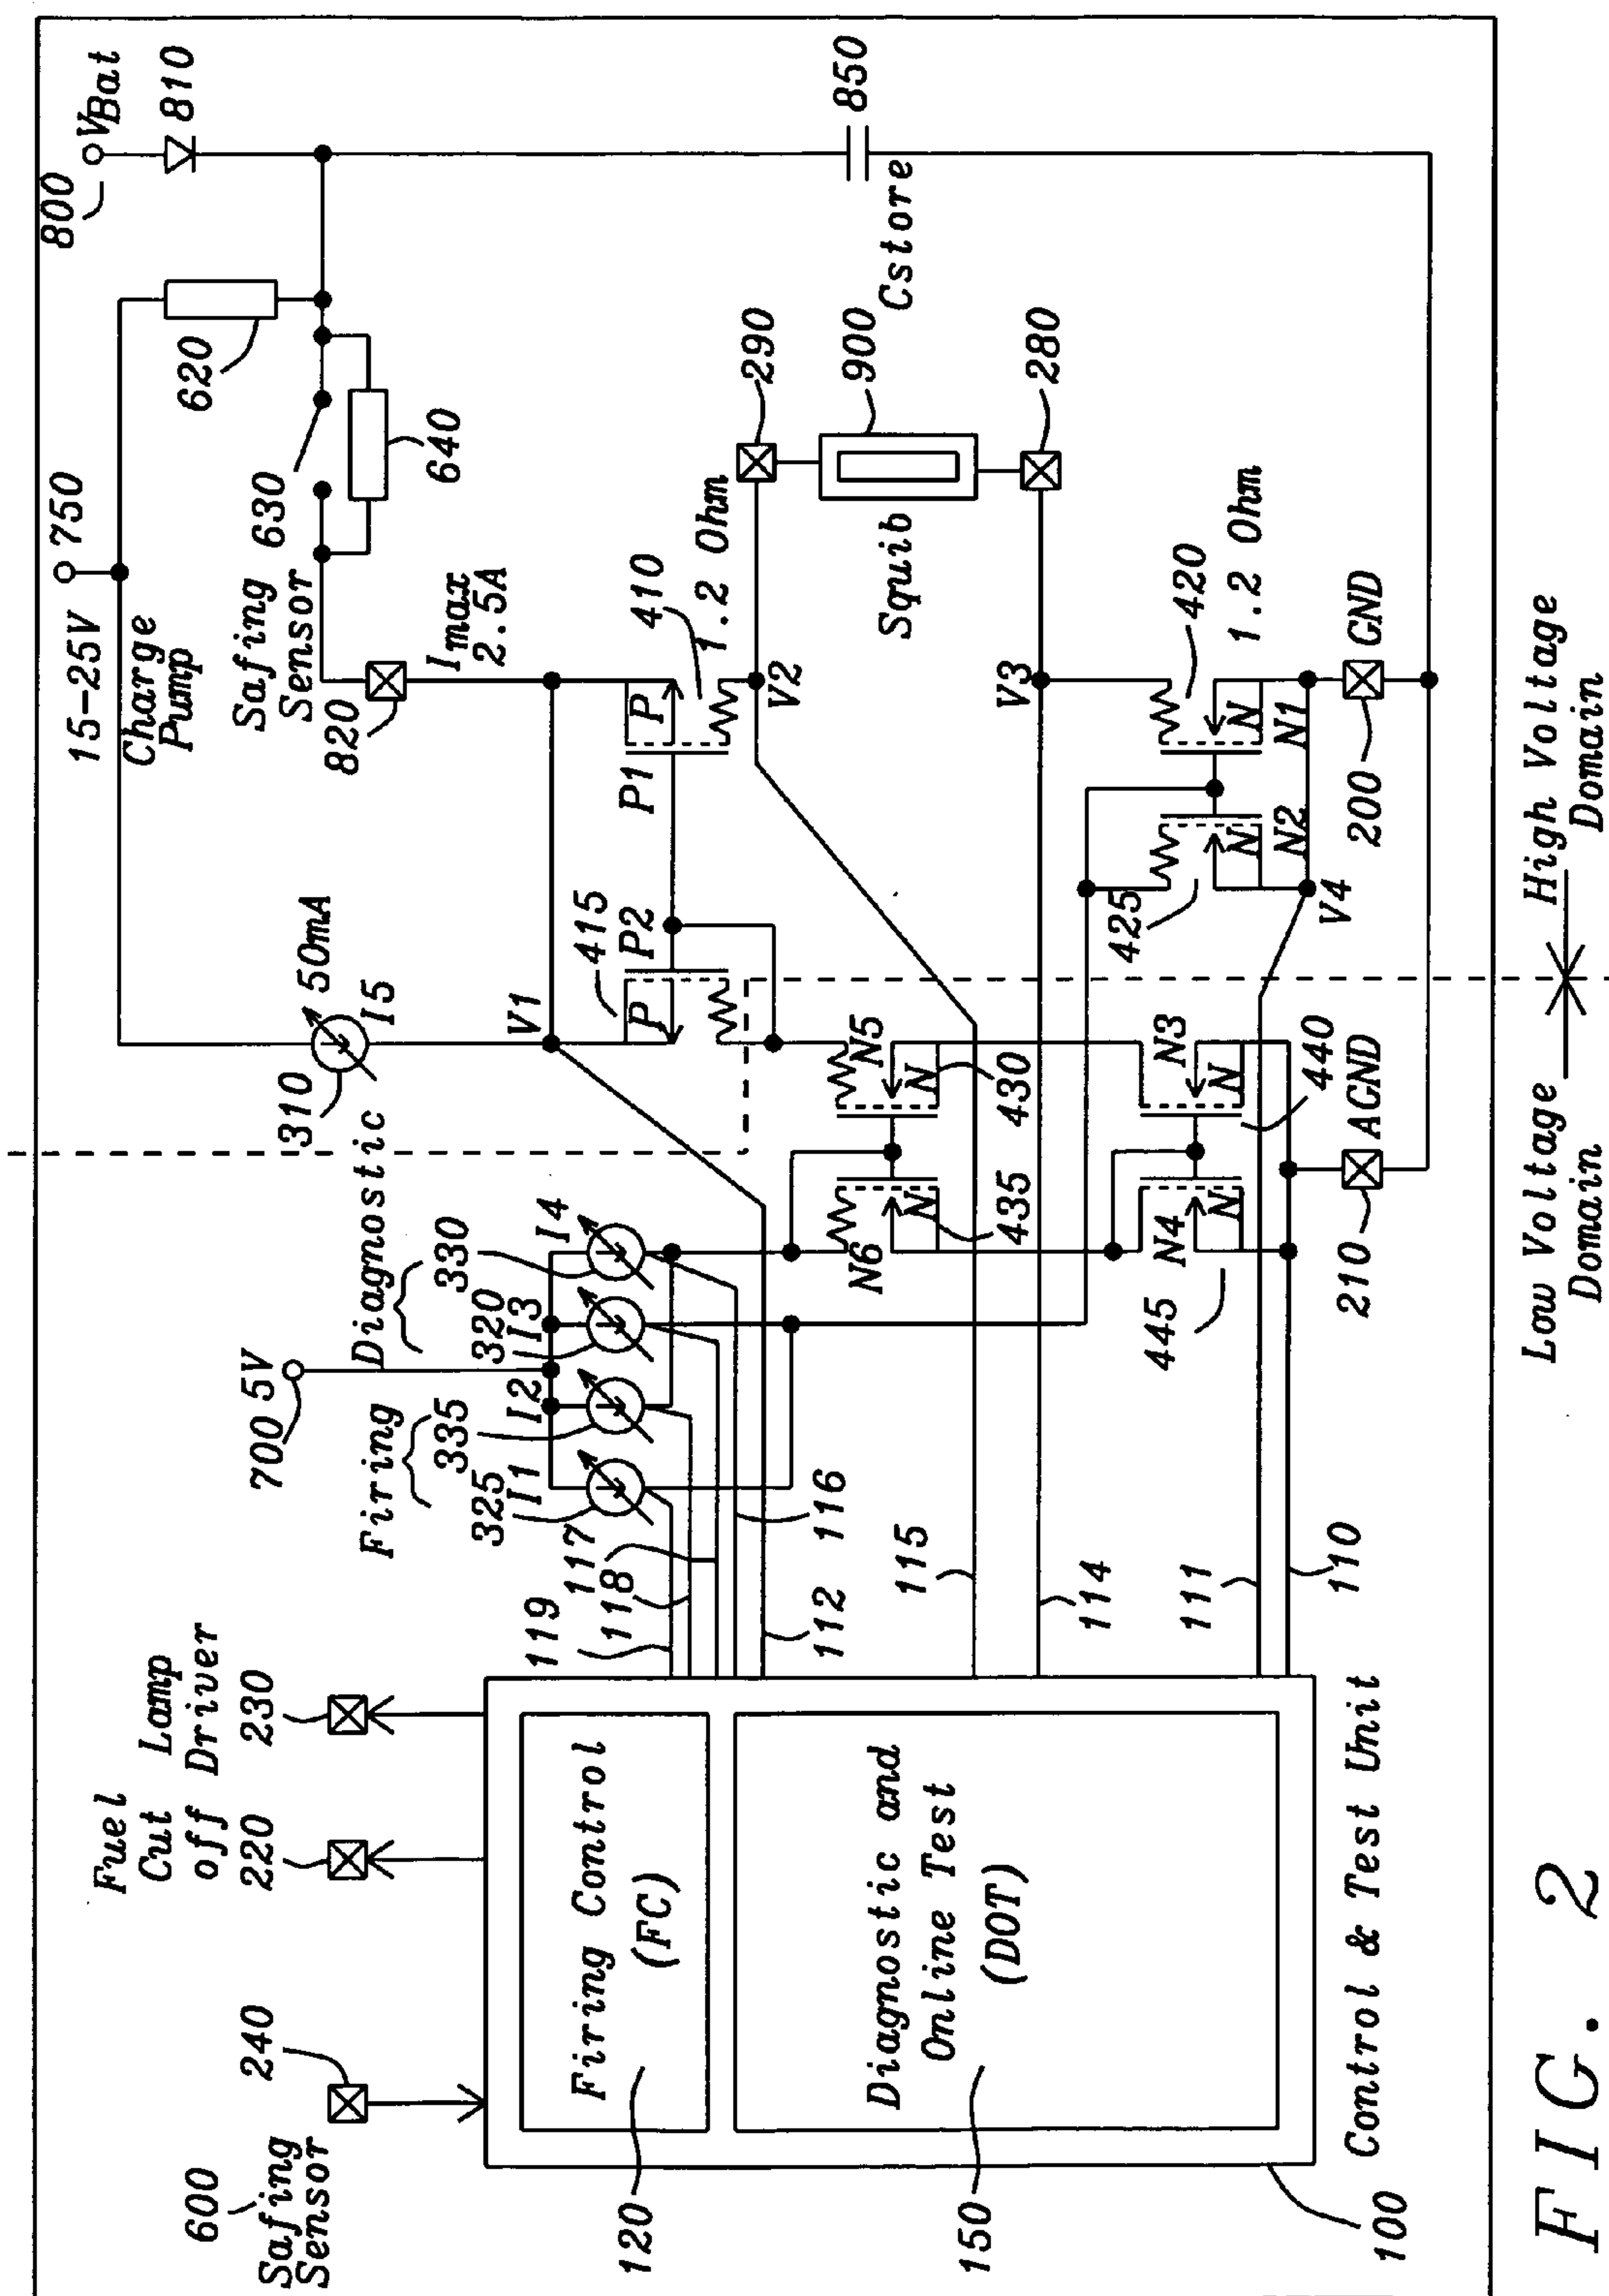 600
Safing
Sensor
240
Fuel
Cut
off
220
Lamp
Driver
230
120
Firing Control
(FC)
150
Diagnostic and
Online Test
(DOT)
100
Control & Test Unit
119
118
117
116
112
115
114
111
110
700 5V
Firing
325
335
I1
I2
Diagnostic
320
330
I3
I4
310
50mA
I5
V1
15-25V
750
Charge
Pump
Safing
Sensor
630
640
620
800
VBat
810
820
Imax
2.5A
415
P2
P
P1
P
410
1.2 Ohm
V2
290
Squib
900
280
Cstore
850
V3
N6
N
435
N5
N
430
N4
N
445
N3
N
440
210
AGND
425
N
N2
420
N
N1
1.2 Ohm
V4
200
GND
Low Voltage
Domain
High Voltage
Domain
FIG. 2